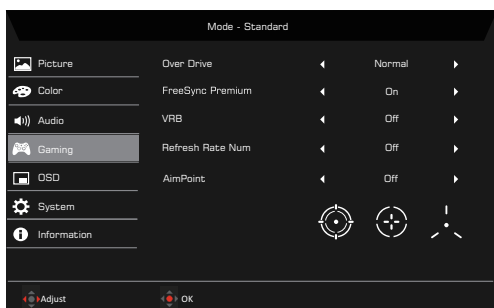 Mode - Standard
Picture
Over Drive Normal
Color
FreeSync Premium On
Audio
VRB Off
Gaming
Refresh Rate Num Off
OSD
AimPoint Off
System
Information
Adjust OK